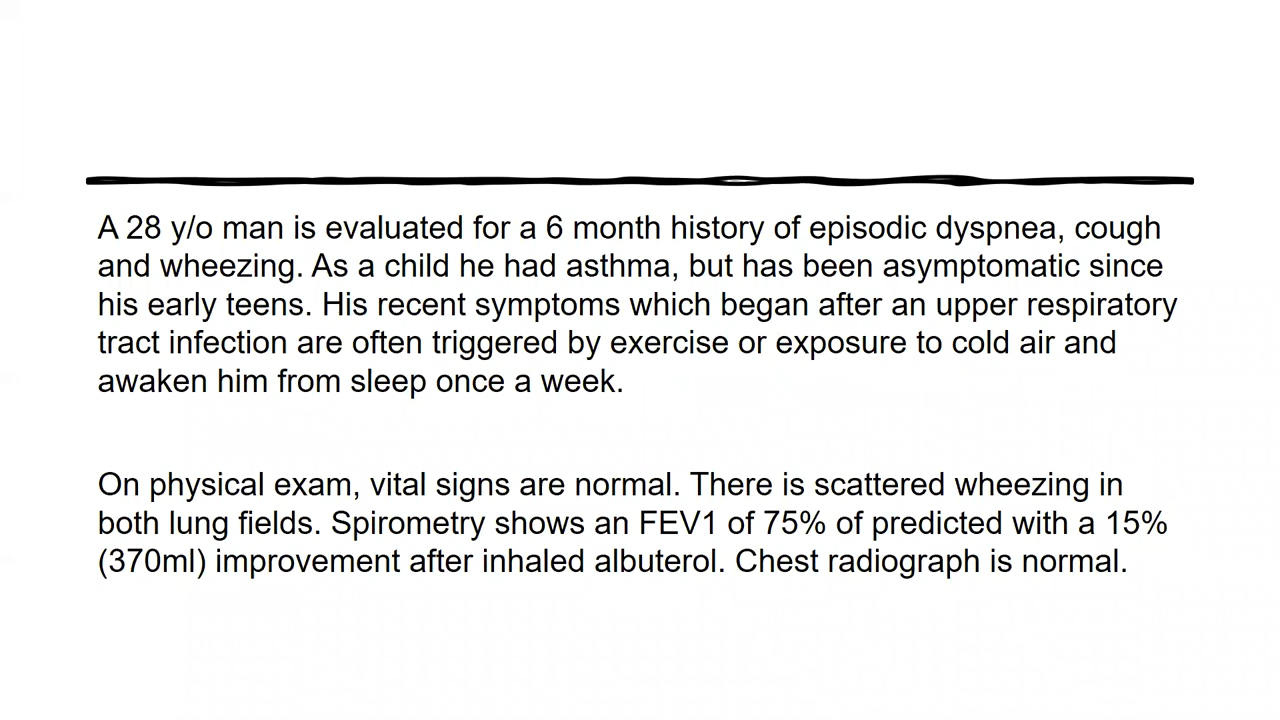 A 28 y/o man is evaluated for a 6 month history of episodic dyspnea, cough
and wheezing. As a child he had asthma, but has been asymptomatic since
his early teens. His recent symptoms which began after an upper respiratory
tract infection are often triggered by exercise or exposure to cold air and
awaken him from sleep once a week.
On physical exam, vital signs are normal. There is scattered wheezing in
both lung fields. Spirometry shows an FEV1 of 75% of predicted with a 15%
(370ml) improvement after inhaled albuterol. Chest radiograph is normal.